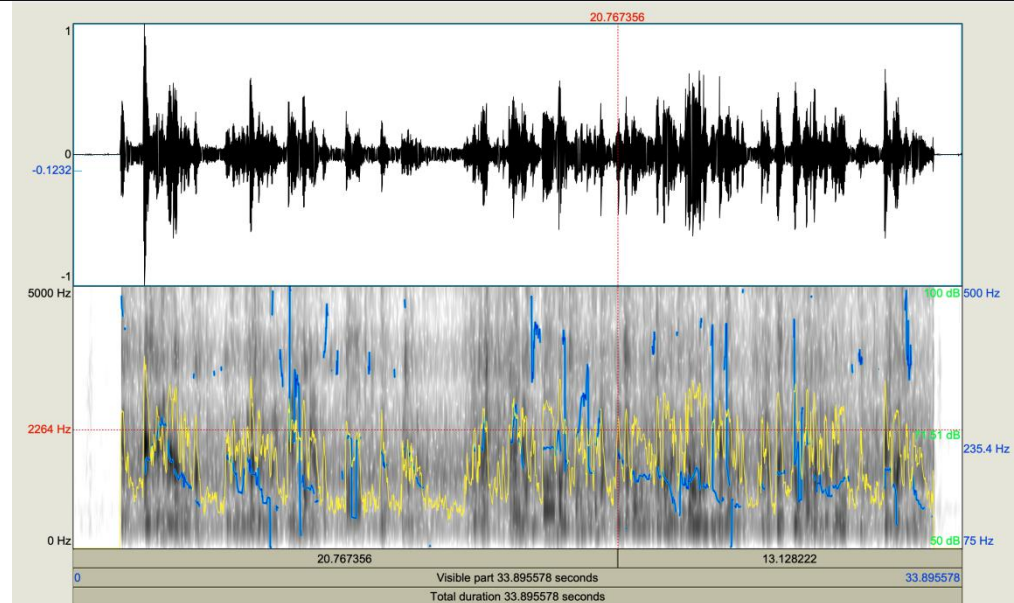 20.767356
1
0
-0.1232
-1
5000 Hz 100 dB 500 Hz
2264 Hz 51 dB 235.4 Hz
0 Hz 50 dB 75 Hz
20.767356 13.128222
0 Visible part 33.895578 seconds 33.895578
Total duration 33.895578 seconds